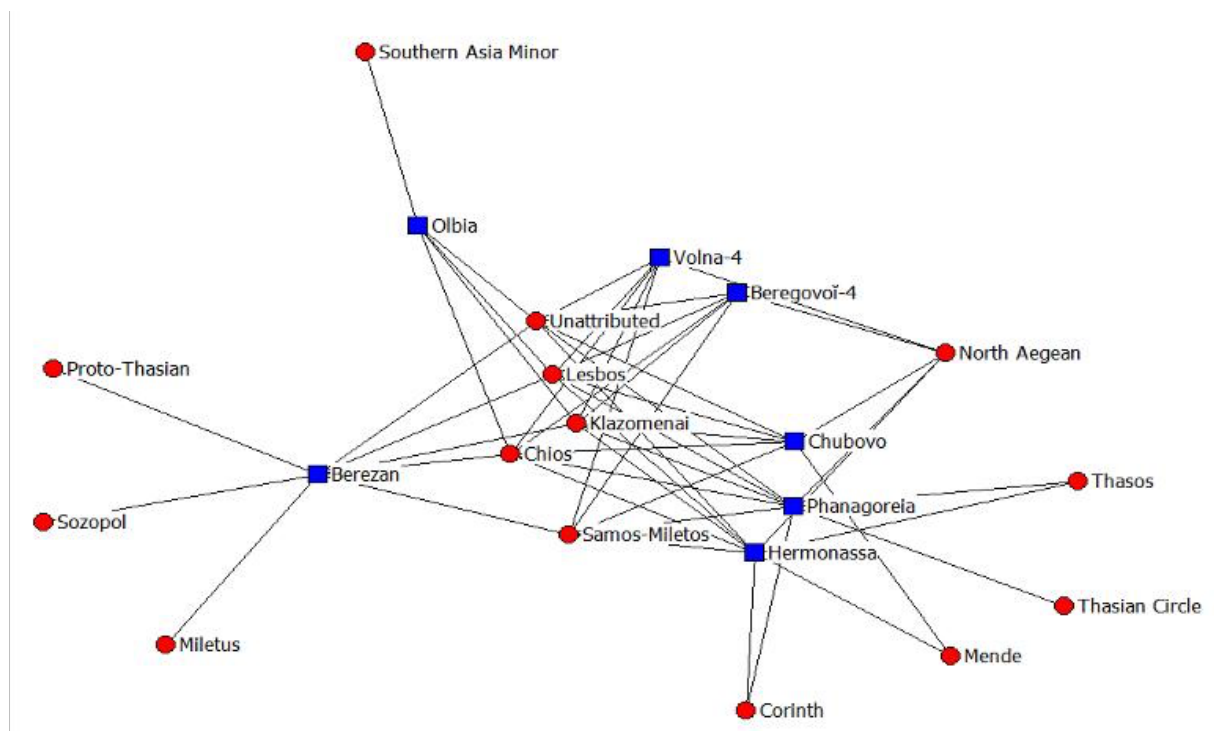 Southern Asia Minor
Olbia
Volna-4
Beregovoĭ-4
Unattributed
North Aegean
Proto-Thasian
Lesbos
Klazomenai
Chubovo
Chios
Berezan
Thasos
Phanagoreia
Sozopol
Samos-Miletos
Hermonassa
Thasian Circle
Miletus
Mende
Corinth